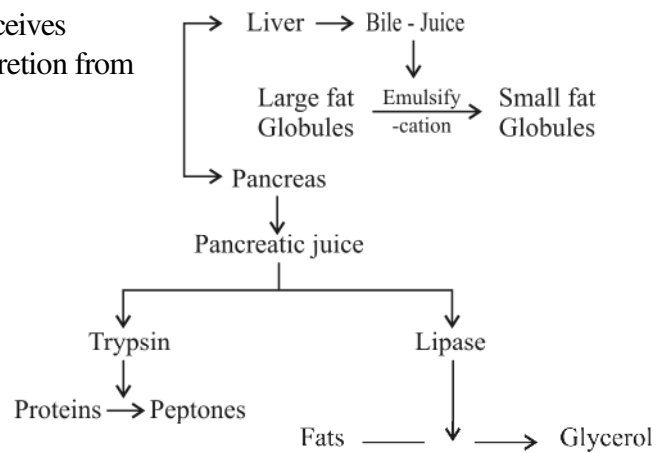 ceives
retion from
Liver → Bile - Juice
Large fat
Globules
Emulsify
-cation
Small fat
Globules
Pancreas
Pancreatic juice
Trypsin
Lipase
Proteins → Peptones
Fats
Glycerol